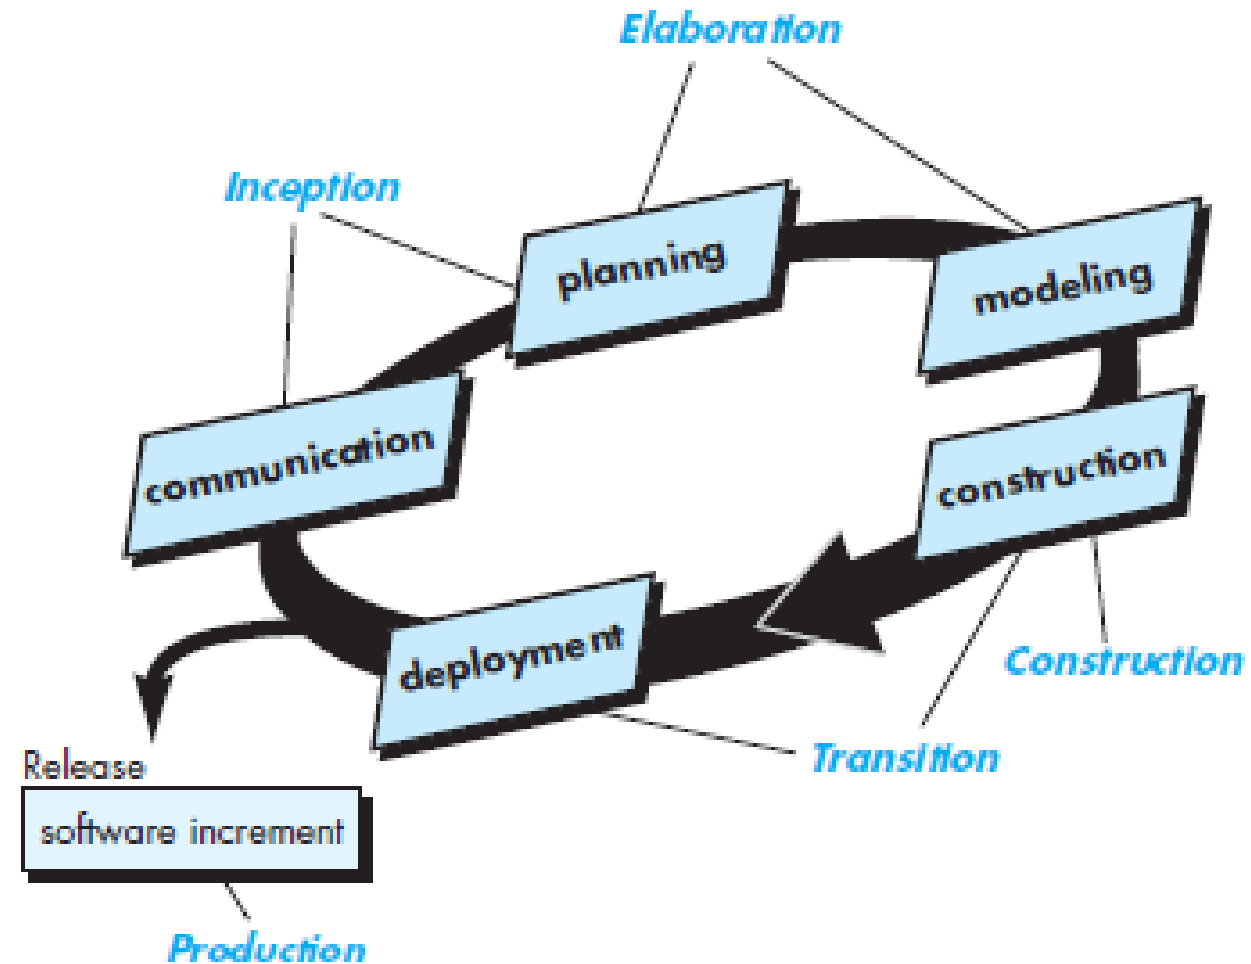 Elaboration
Inception
planning
modeling
communication
construction
deployment
Construction
Transition
Release
software increment
Production